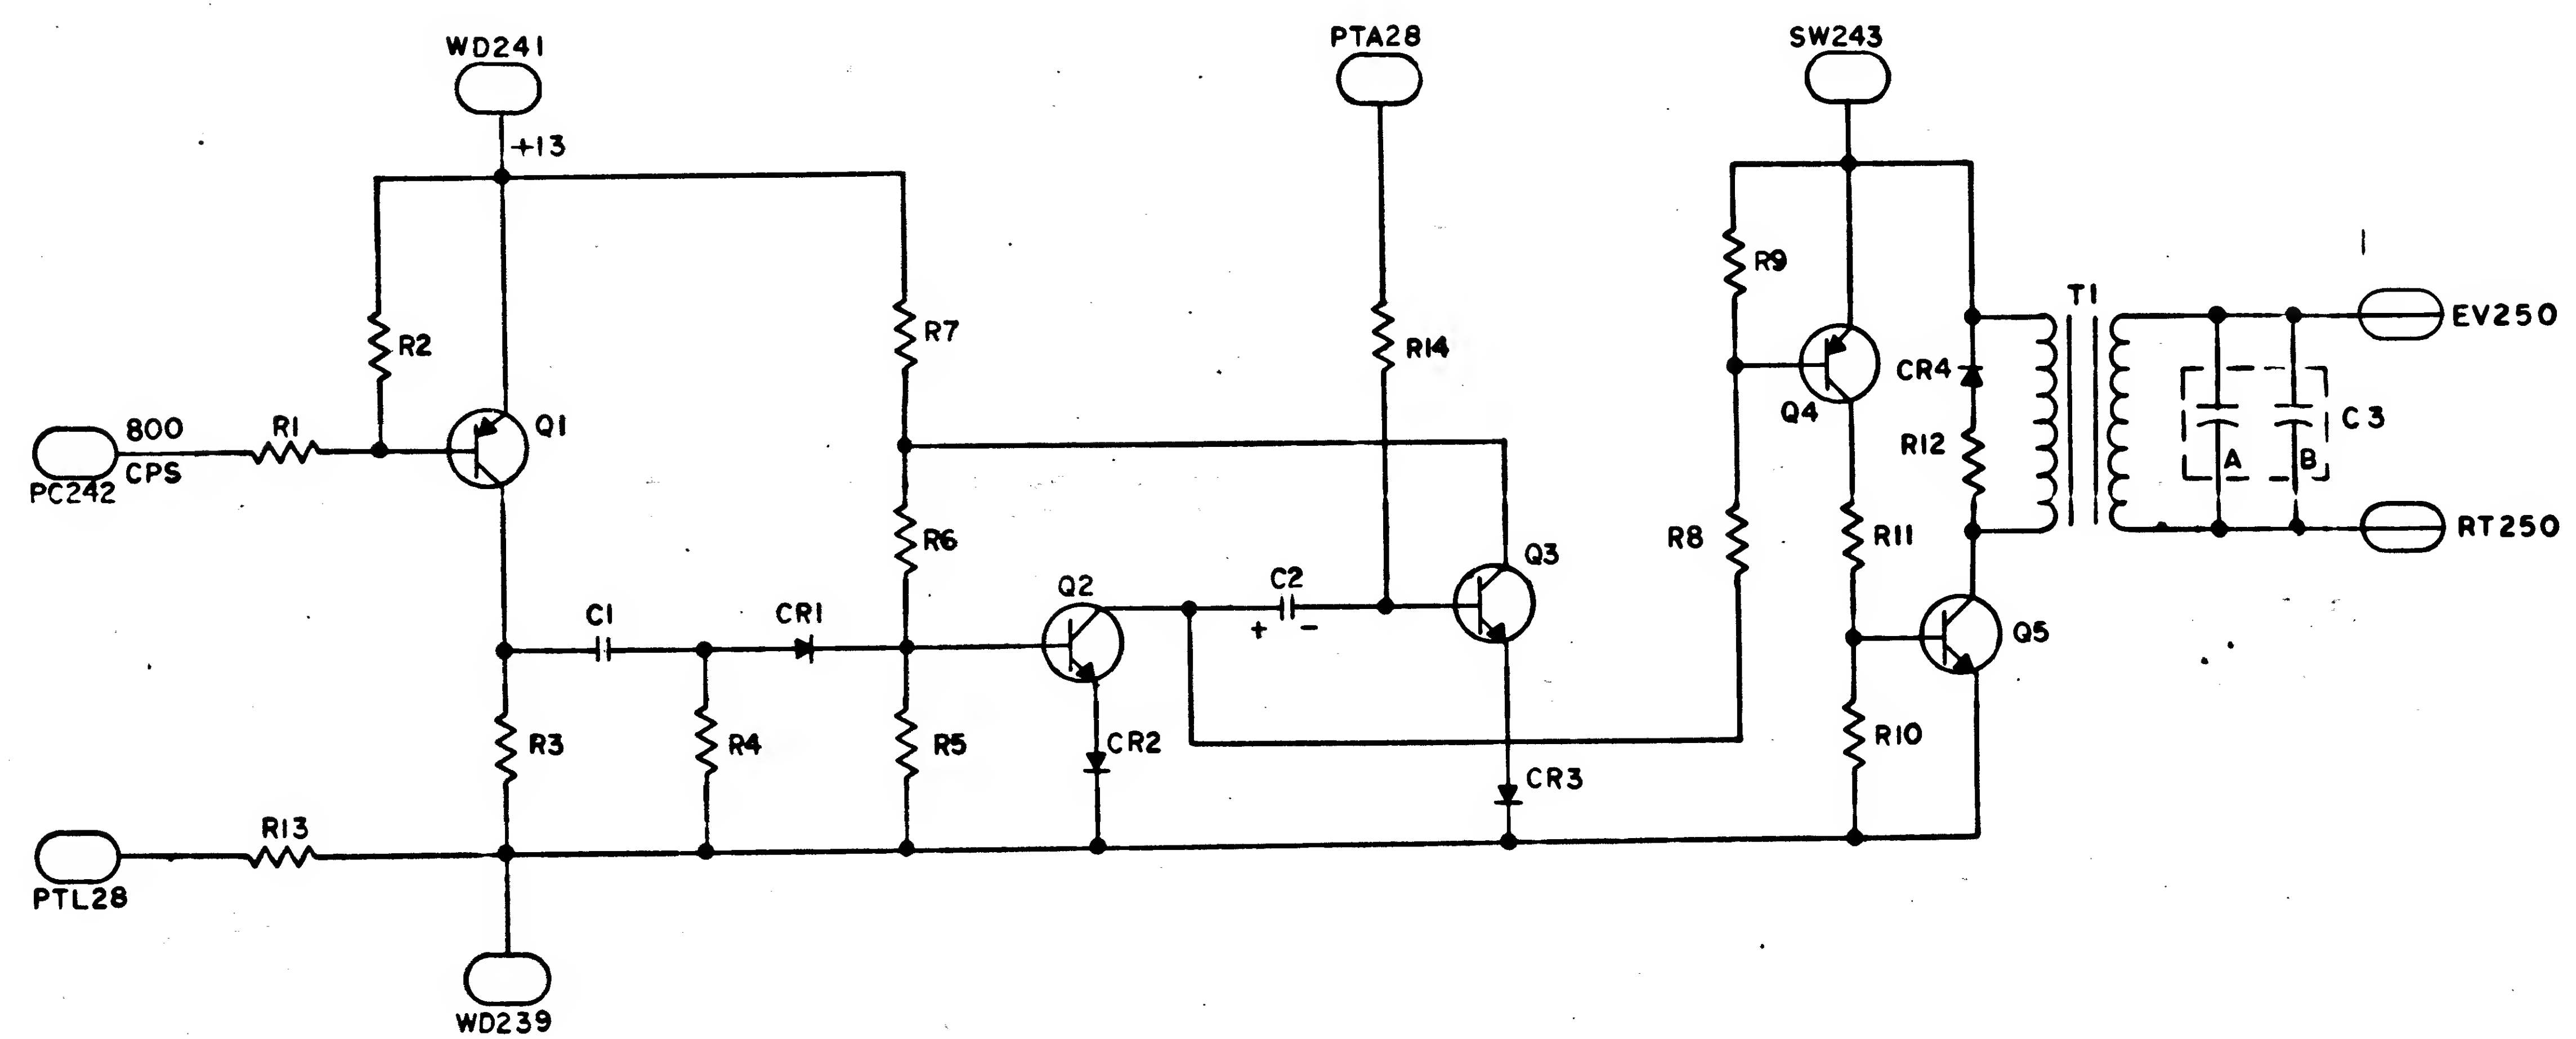 WD241
PTA28
SW243
+13
R9
T1
EV250
R7
R2
R14
CR4
Q4
C3
800
R1
Q1
CPS
R12
A
B
PC242
R6
R8
R11
RT250
Q3
Q2
C2
C1
CR1
+
-
Q5
R3
R4
R5
CR2
R10
CR3
R13
PTL28
WD239